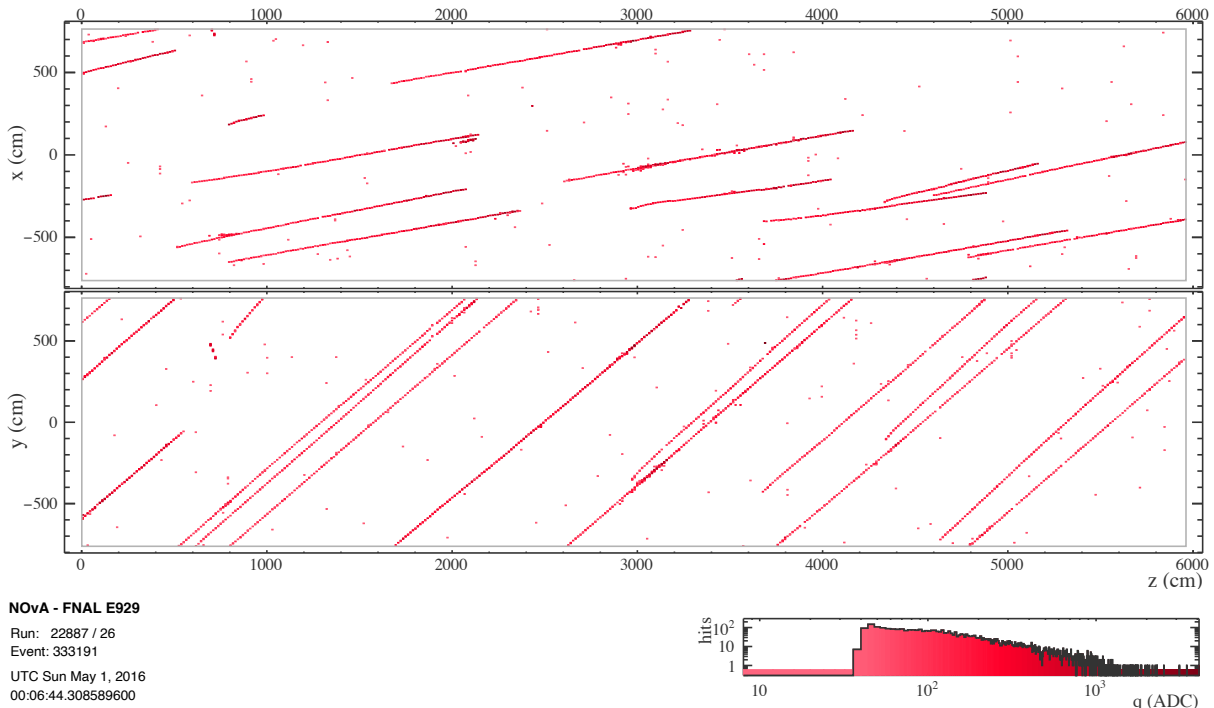 0 1000 2000 3000 4000 5000 6000
500
0
−500
x (cm)
500
0
−500
y (cm)
0 1000 2000 3000 4000 5000 6000
z (cm)
NOvA - FNAL E929
Run: 22887 / 26
Event: 333191
UTC Sun May 1, 2016
00:06:44.308589600
hits
10²
10
1
10 10² 10³
q (ADC)